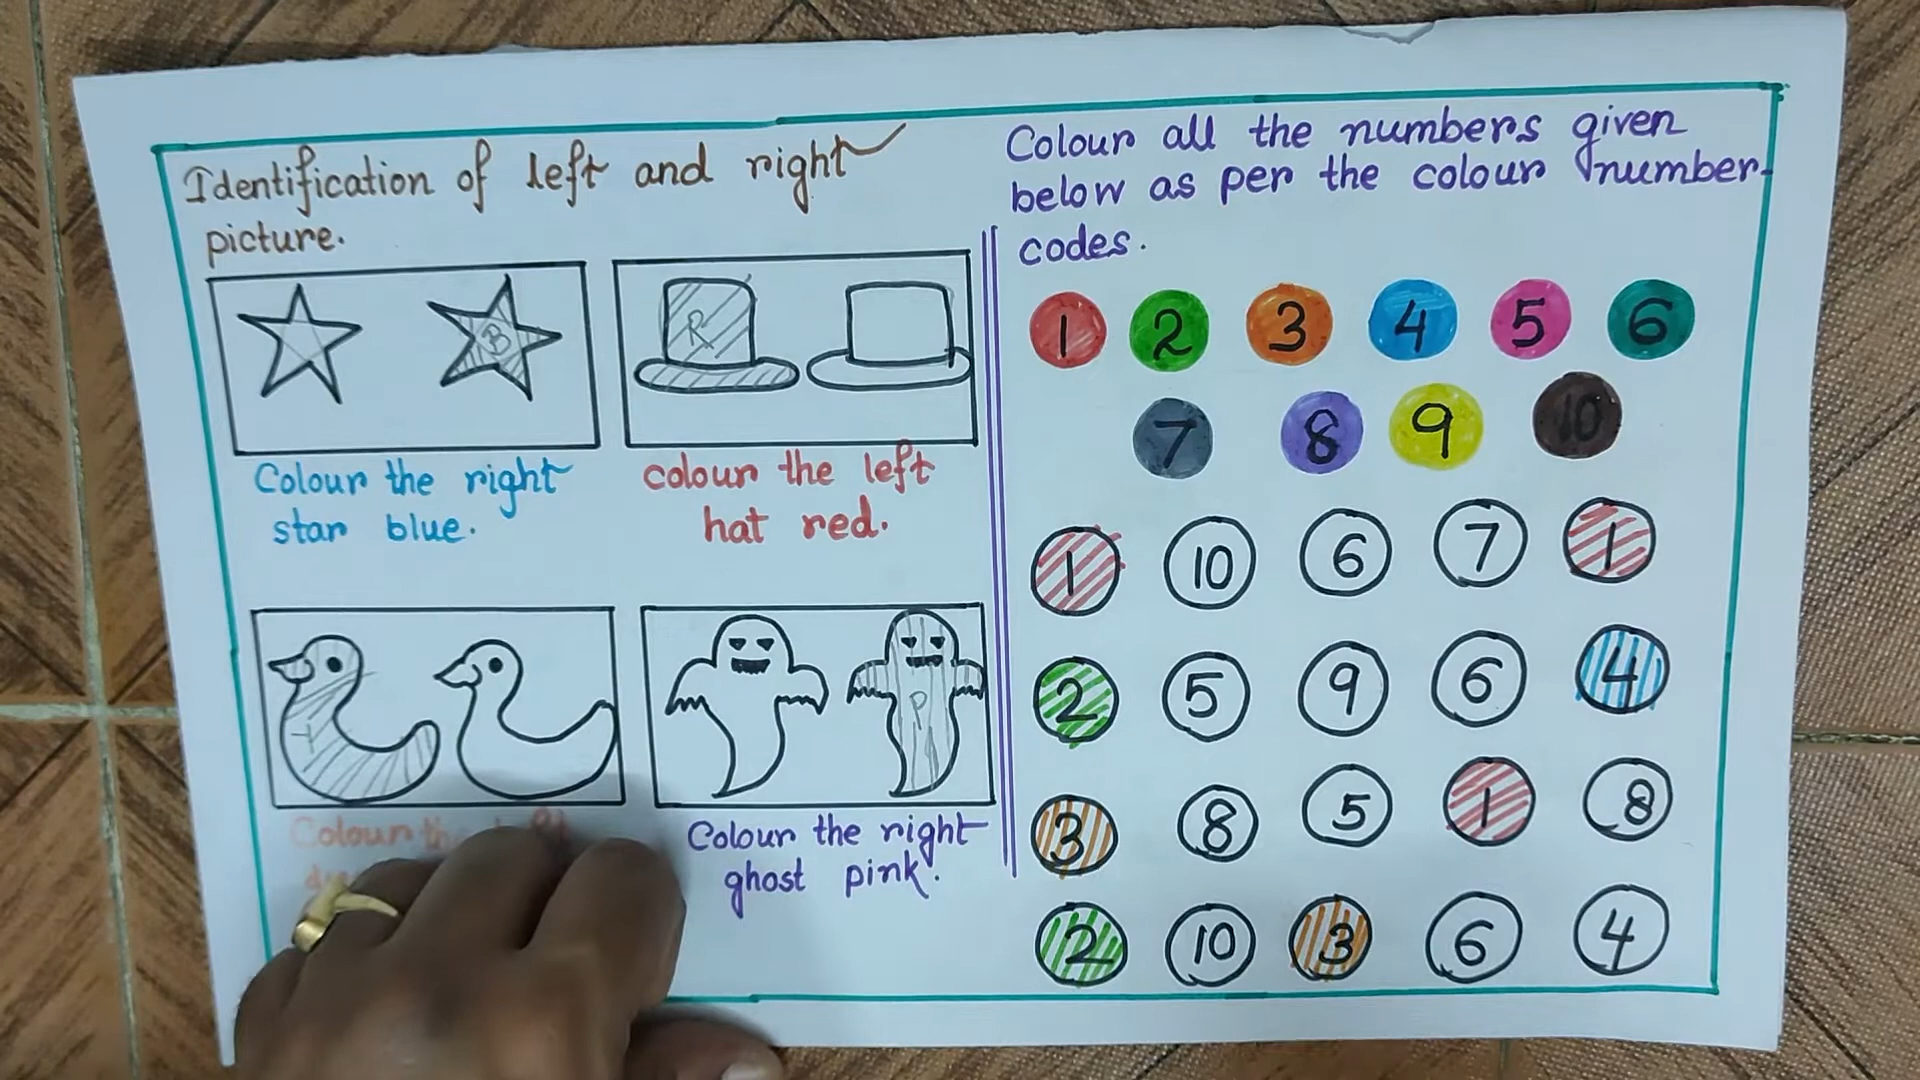 Identification of left and right
picture.
B
R
Colour the right
star blue.
colour the left
hat red.
Y
P
Colour the
Colour the right
ghost pink.
Colour all the numbers given
below as per the colour number-
codes.
1 2 3 4 5 6
7 8 9 10
1 10 6 7 1
2 5 9 6 4
3 8 5 1 8
2 10 3 6 4